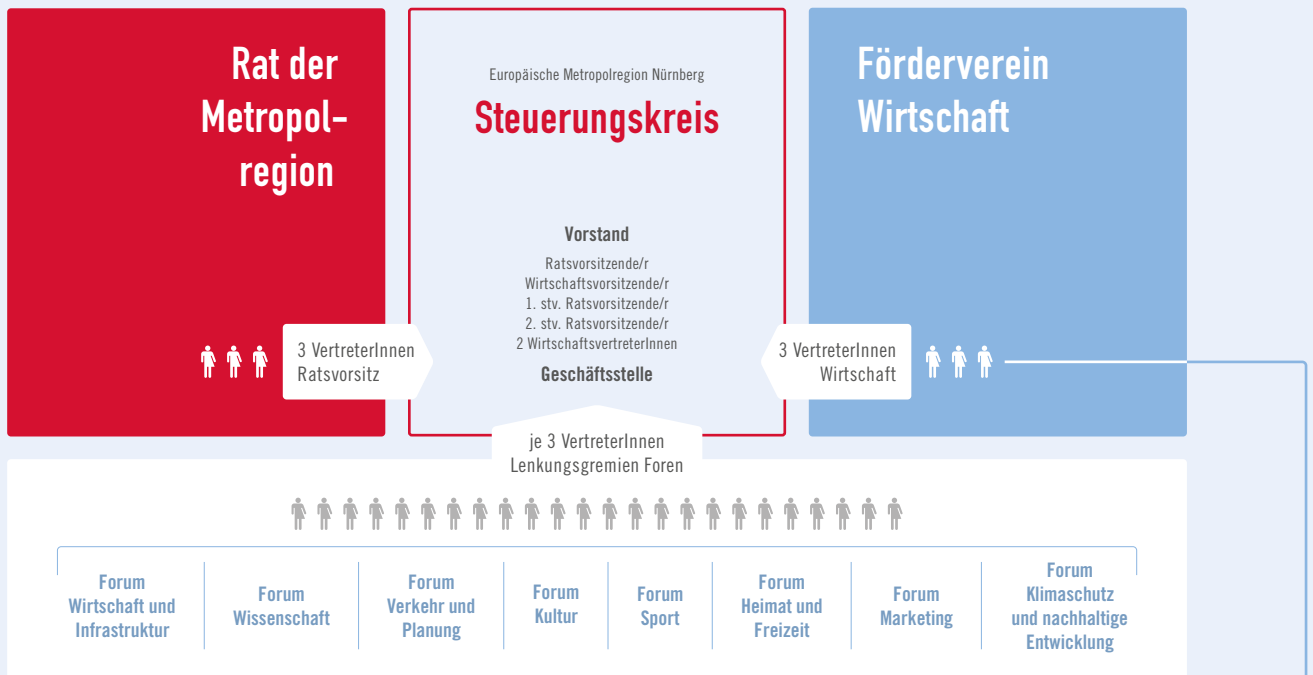 Rat der
Metropol-
region
Europäische Metropolregion Nürnberg
Steuerungskreis
Vorstand
Ratsvorsitzende/r
Wirtschaftsvorsitzende/r
1. stv. Ratsvorsitzende/r
2. stv. Ratsvorsitzende/r
2 WirtschaftsvertreterInnen
Geschäftsstelle
Förderverein
Wirtschaft
3 VertreterInnen
Ratsvorsitz
3 VertreterInnen
Wirtschaft
je 3 VertreterInnen
Lenkungsgremien Foren
Forum
Wirtschaft und
Infrastruktur
Forum
Wissenschaft
Forum
Verkehr und
Planung
Forum
Kultur
Forum
Sport
Forum
Heimat und
Freizeit
Forum
Marketing
Forum
Klimaschutz
und nachhaltige
Entwicklung